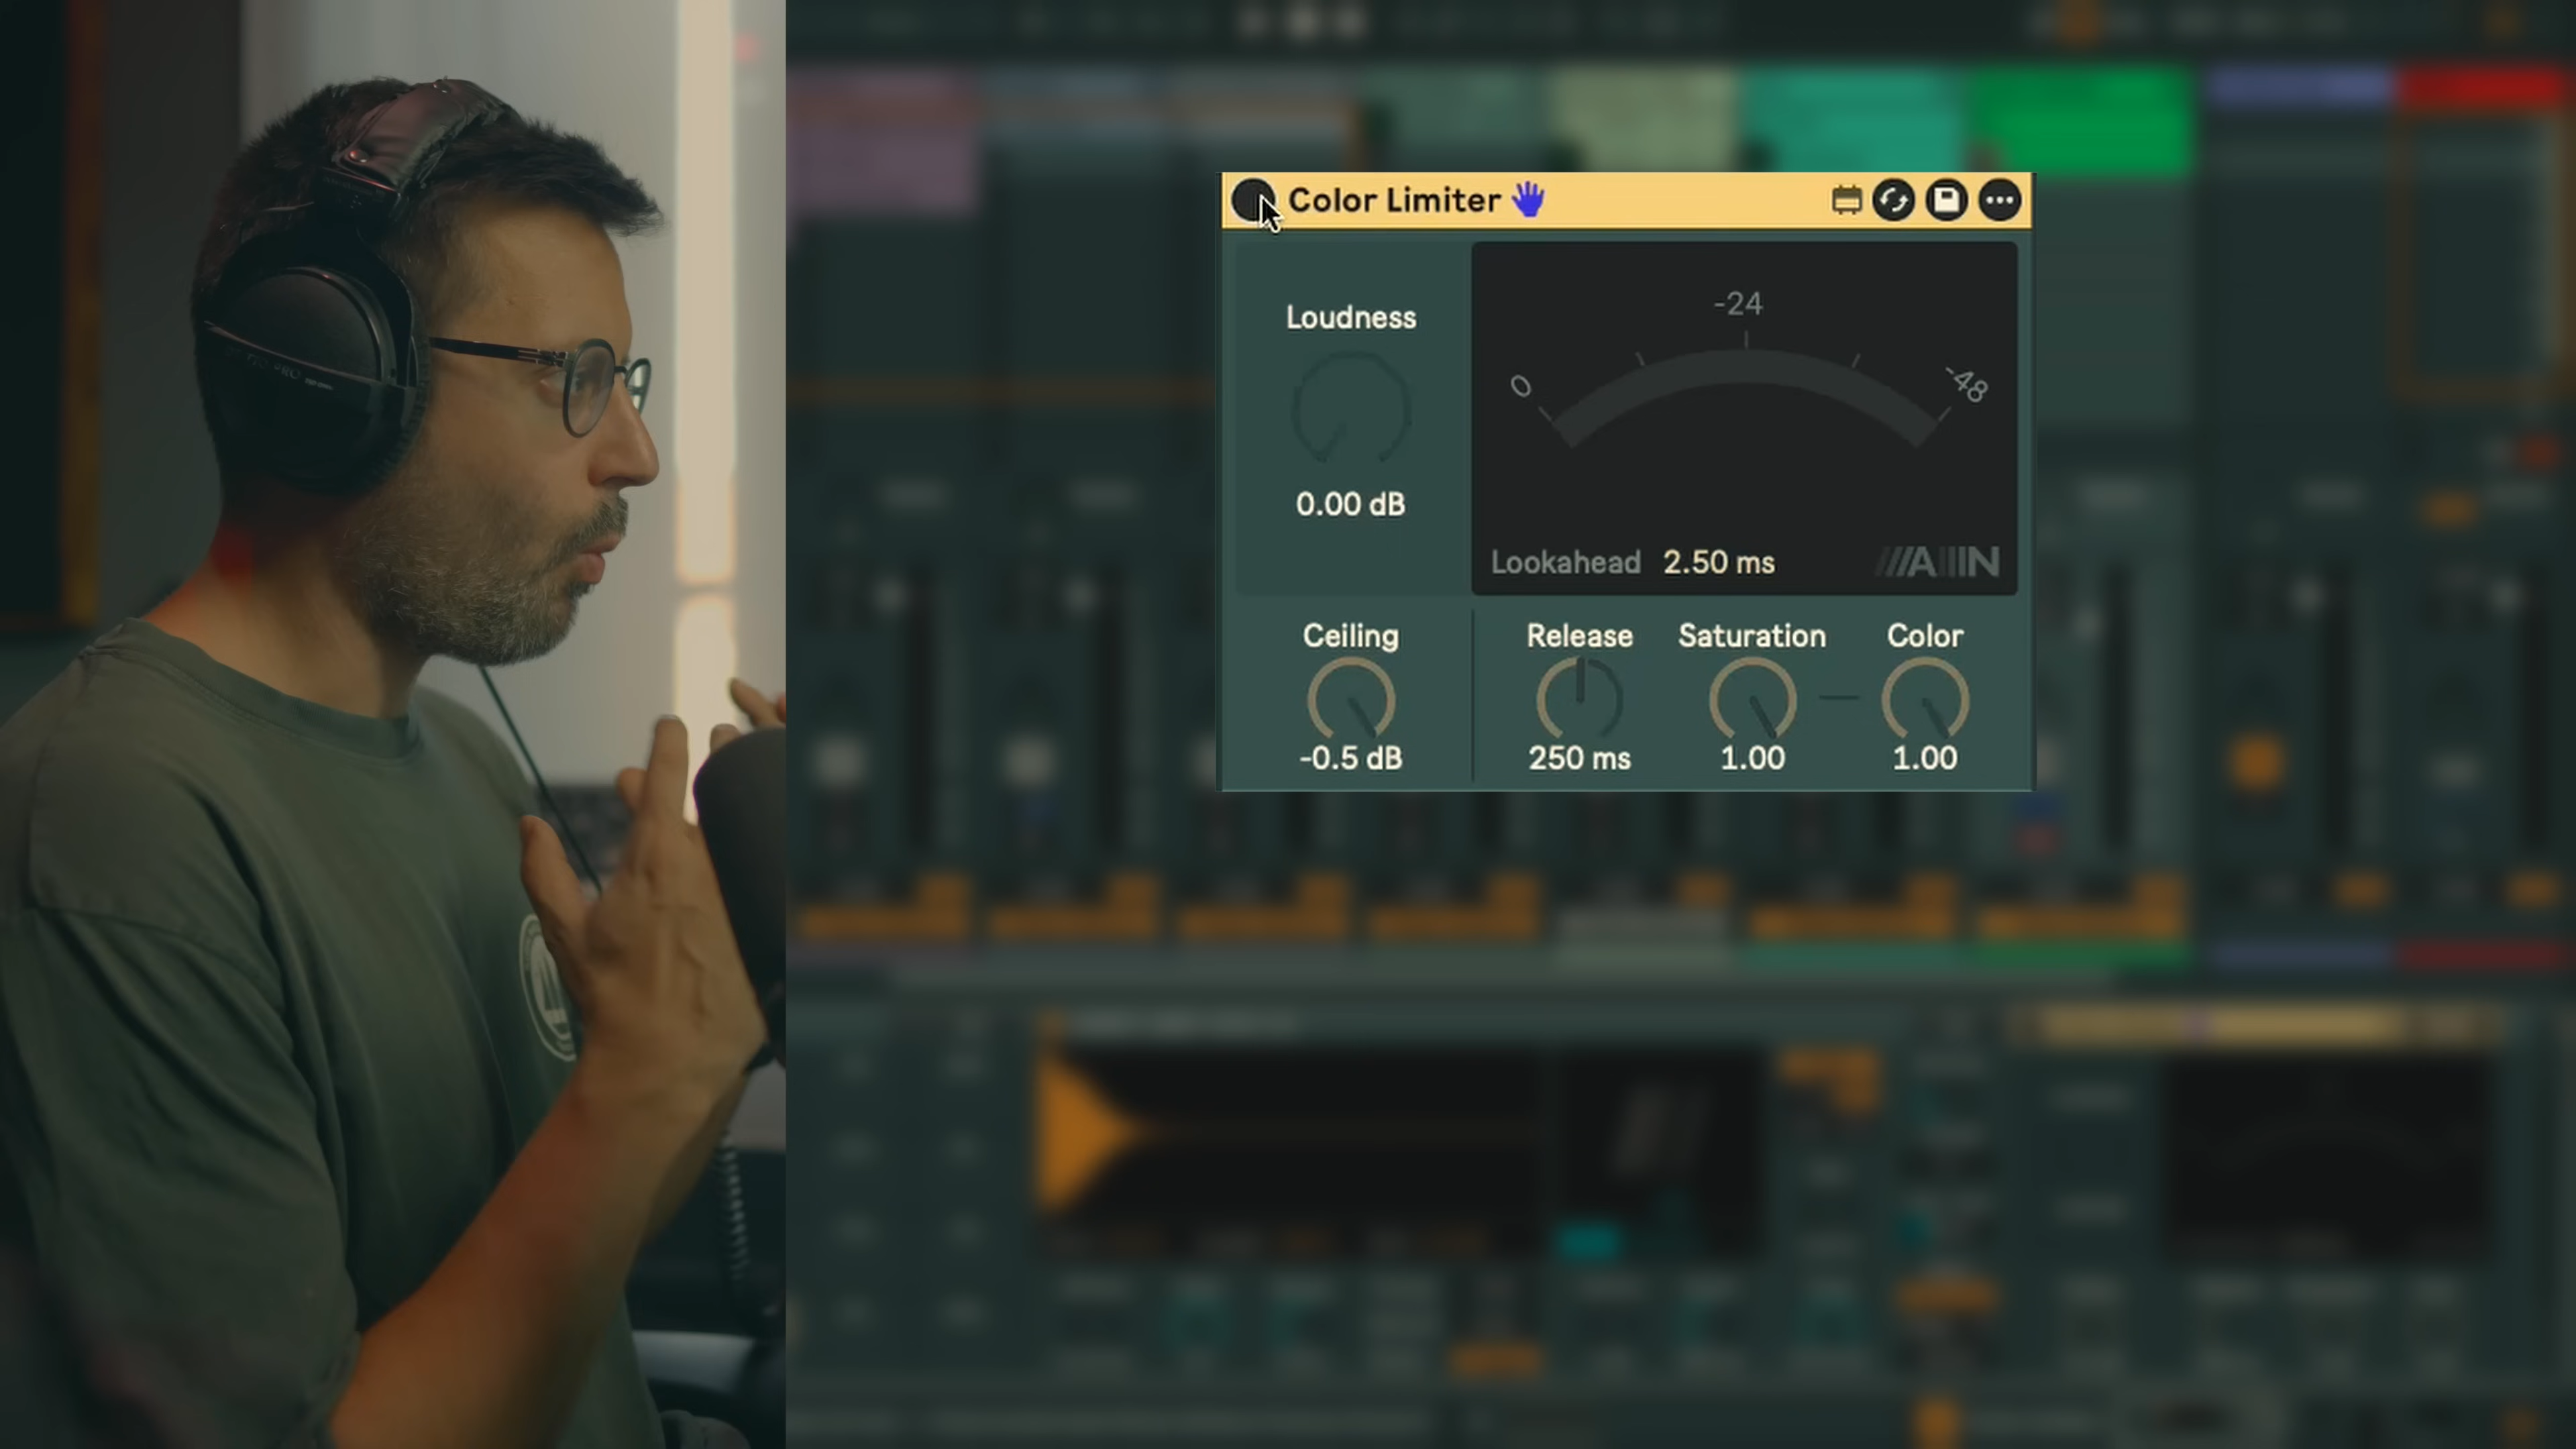 Color Limiter
-24
0
-48
Loudness
0.00 dB
Lookahead 2.50 ms
Ceiling Release Saturation Color
-0.5 dB 250 ms 1.00 1.00